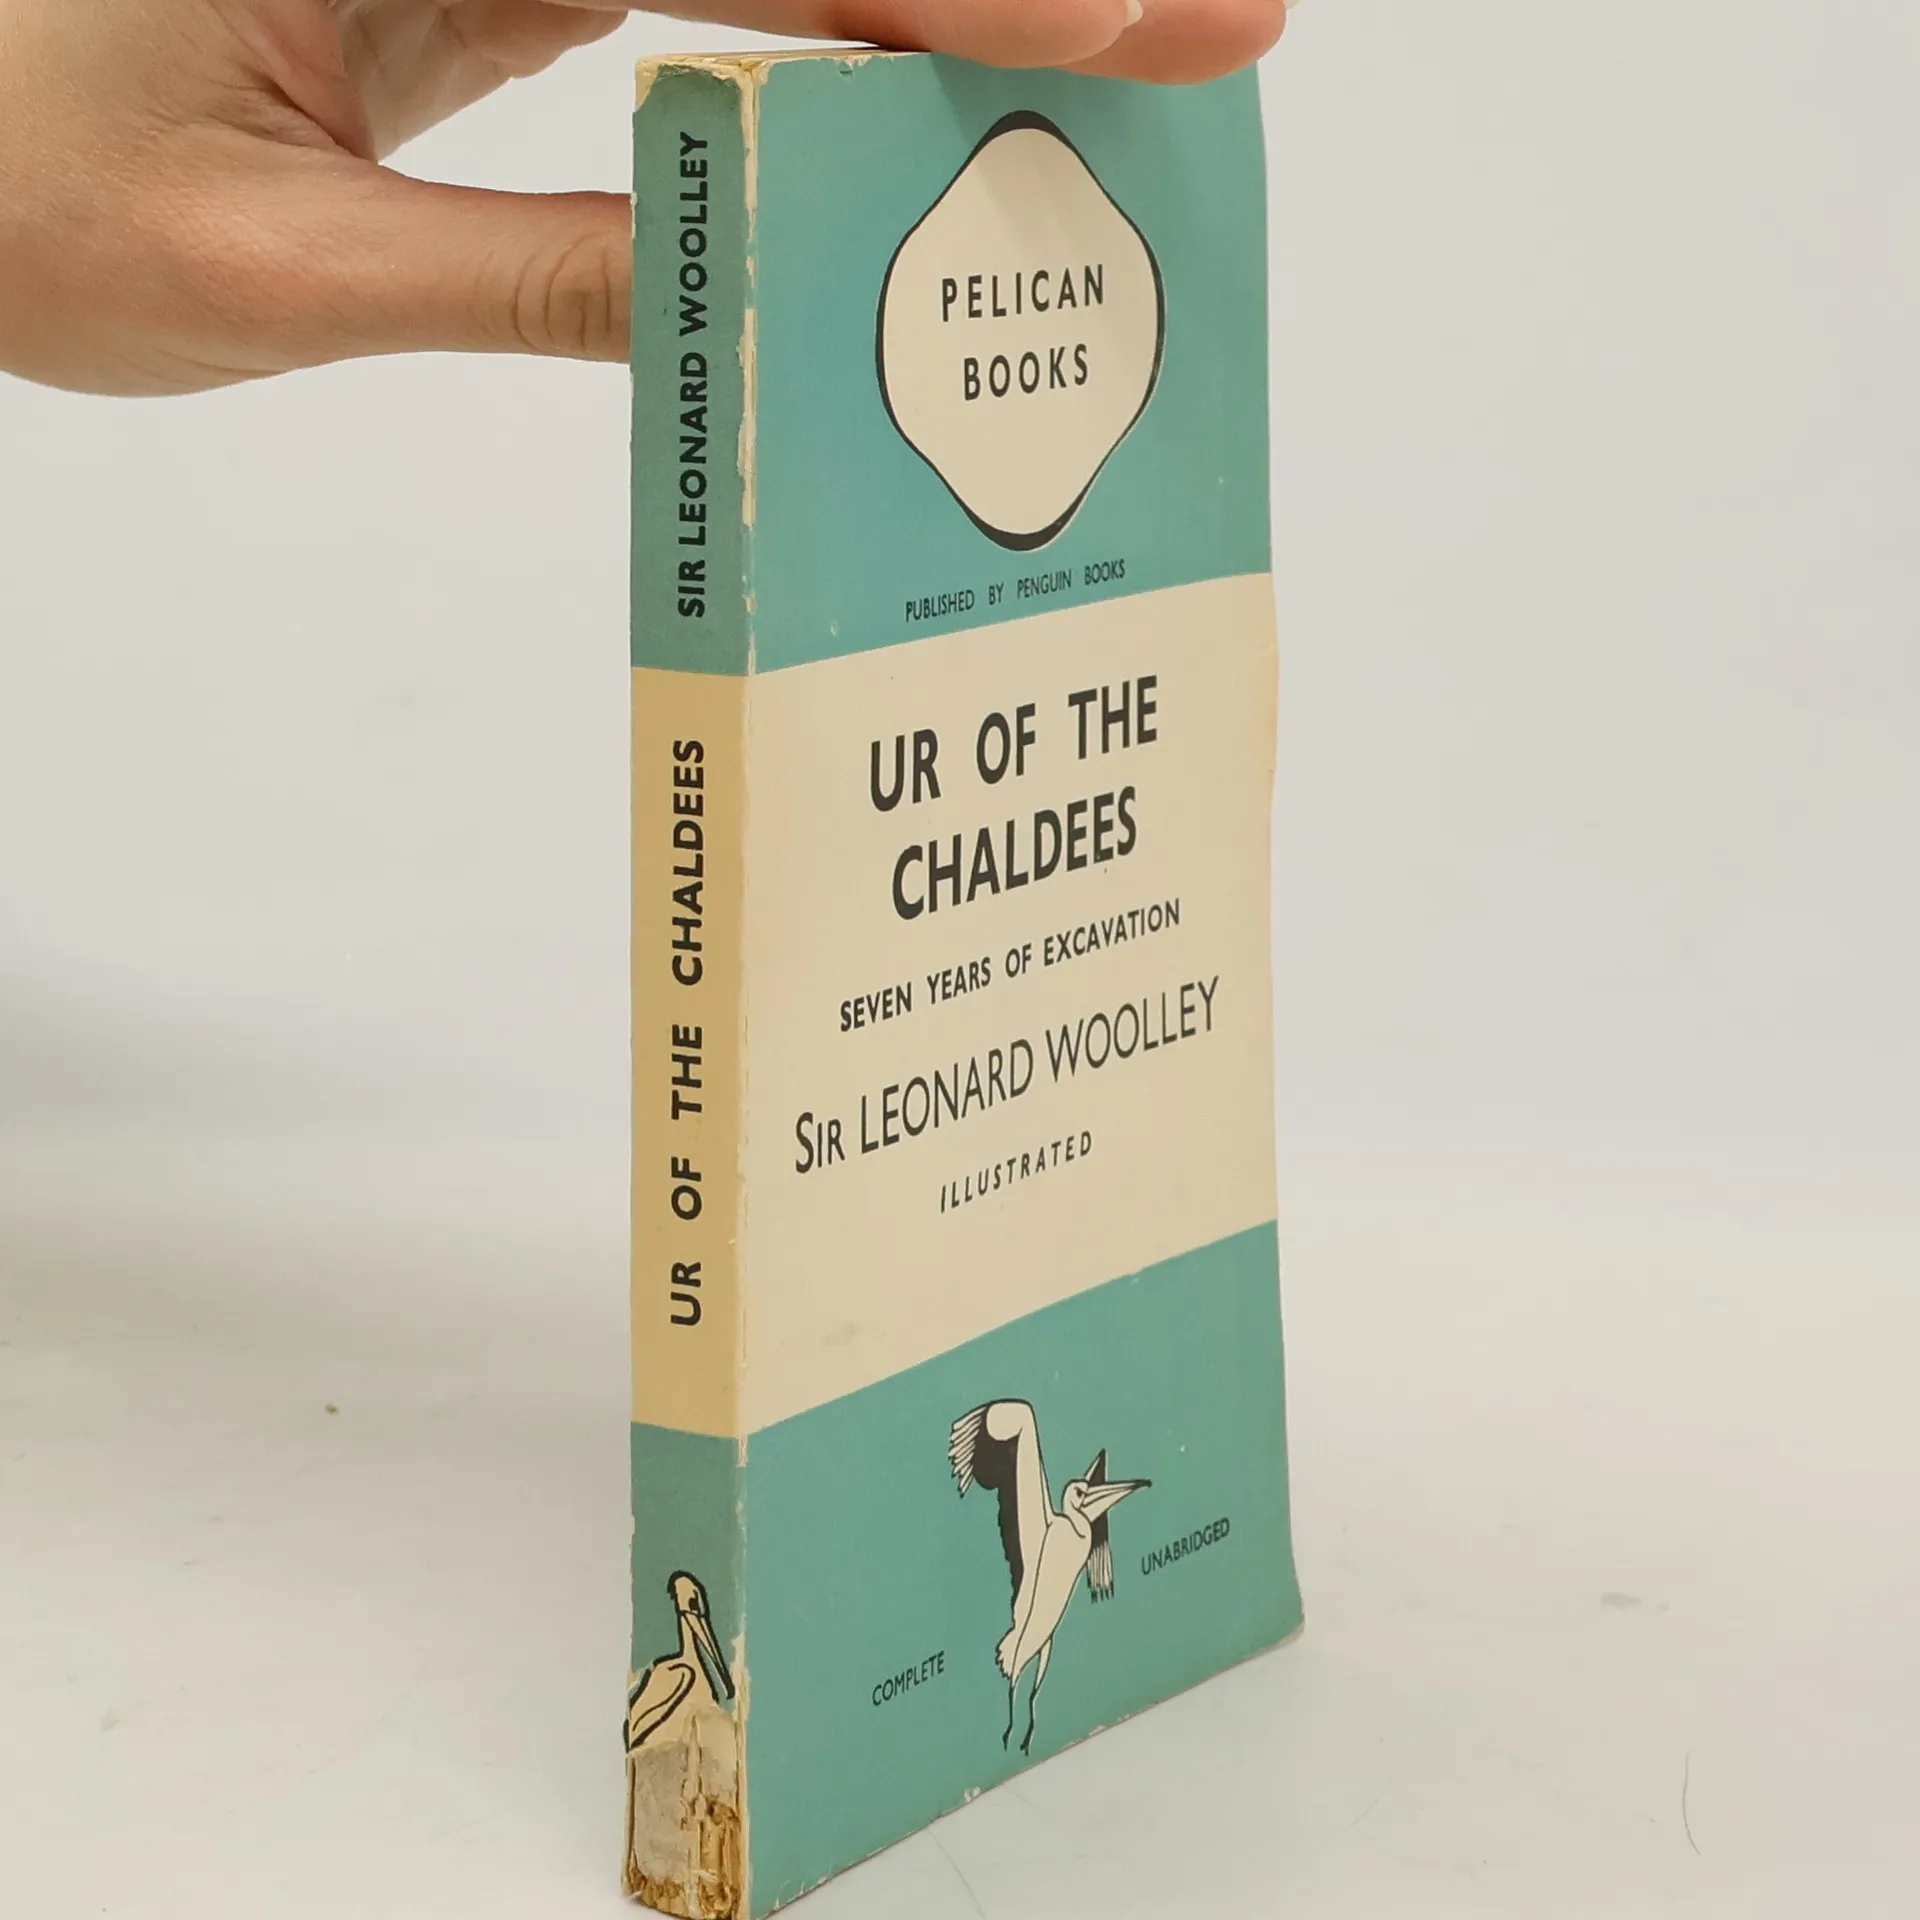 SIR LEONARD WOOLLEY
UR OF THE CHALDEES
PELICAN
BOOKS
PUBLISHED BY PENGUIN BOOKS
UR OF THE
CHALDEES
SEVEN YEARS OF EXCAVATION
SIR LEONARD WOOLLEY
ILLUSTRATED
COMPLETE
UNABRIDGED